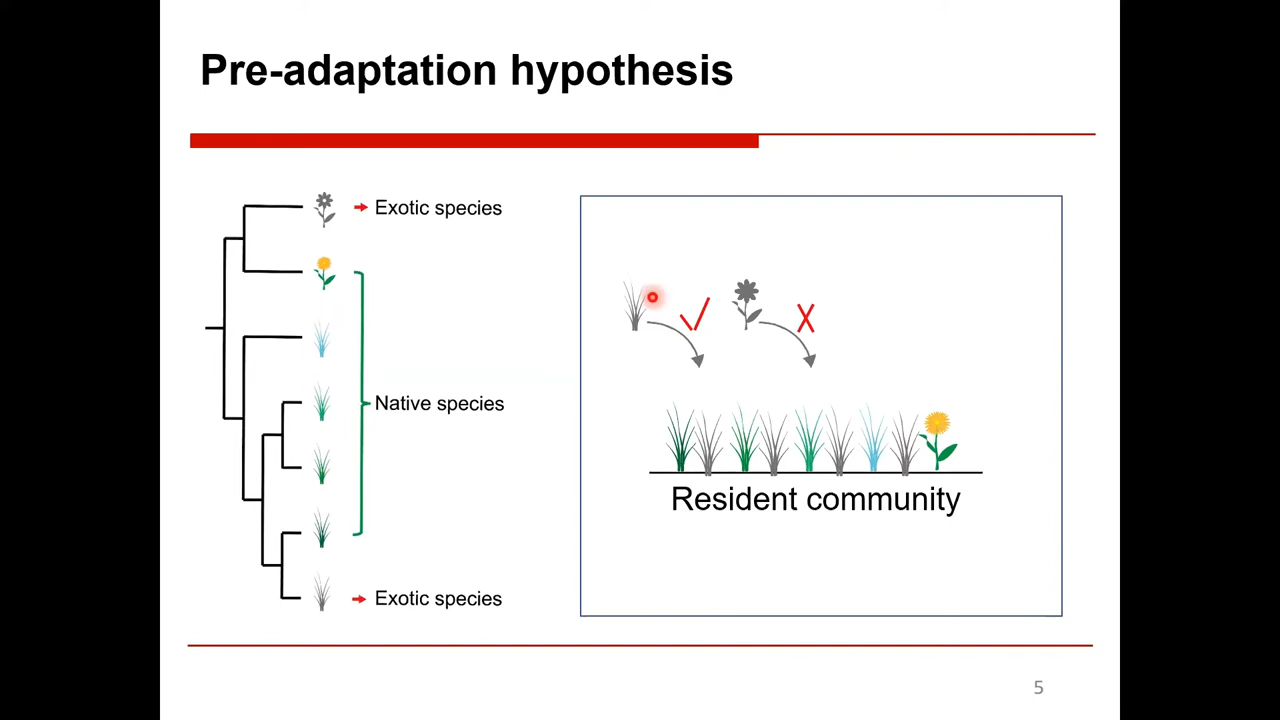 Pre-adaptation hypothesis
Exotic species
Native species
Exotic species
Resident community
5